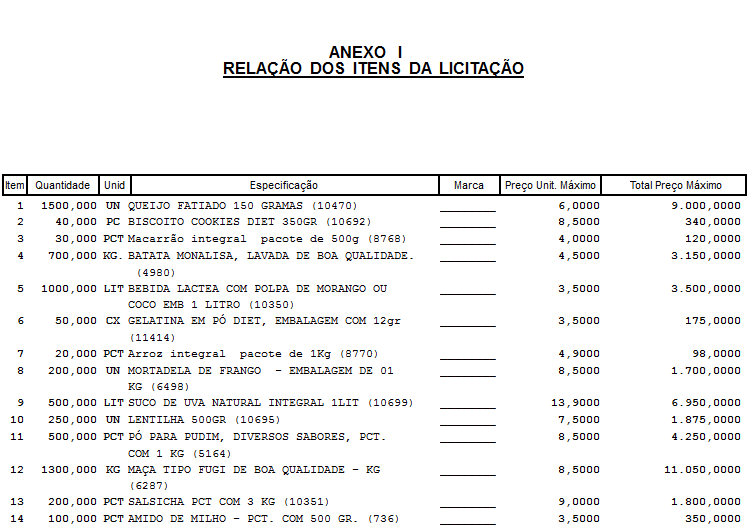 ANEXO I
RELAÇÃO DOS ITENS DA LICITAÇÃO
Item Quantidade Unid Especificação Marca Preço Unit. Máximo Total Preço Máximo
1 1500,000 UN QUEIJO FATIADO 150 GRAMAS (10470) ________ 6,0000 9.000,0000
2 40,000 PC BISCOITO COOKIES DIET 350GR (10692) ________ 8,5000 340,0000
3 30,000 PCT Macarrão integral pacote de 500g (8768) ________ 4,0000 120,0000
4 700,000 KG. BATATA MONALISA, LAVADA DE BOA QUALIDADE. ________ 4,5000 3.150,0000
(4980)
5 1000,000 LIT BEBIDA LACTEA COM POLPA DE MORANGO OU ________ 3,5000 3.500,0000
COCO EMB 1 LITRO (10350)
6 50,000 CX GELATINA EM PÓ DIET, EMBALAGEM COM 12gr ________ 3,5000 175,0000
(11414)
7 20,000 PCT Arroz integral pacote de 1Kg (8770) ________ 4,9000 98,0000
8 200,000 UN MORTADELA DE FRANGO - EMBALAGEM DE 01 ________ 8,5000 1.700,0000
KG (6498)
9 500,000 LIT SUCO DE UVA NATURAL INTEGRAL 1LIT (10699) ________ 13,9000 6.950,0000
10 250,000 UN LENTILHA 500GR (10695) ________ 7,5000 1.875,0000
11 500,000 PCT PÓ PARA PUDIM, DIVERSOS SABORES, PCT. ________ 8,5000 4.250,0000
COM 1 KG (5164)
12 1300,000 KG MAÇA TIPO FUGI DE BOA QUALIDADE - KG ________ 8,5000 11.050,0000
(6287)
13 200,000 PCT SALSICHA PCT COM 3 KG (10351) ________ 9,0000 1.800,0000
14 100,000 PCT AMIDO DE MILHO - PCT. COM 500 GR. (736) ________ 3,5000 350,0000